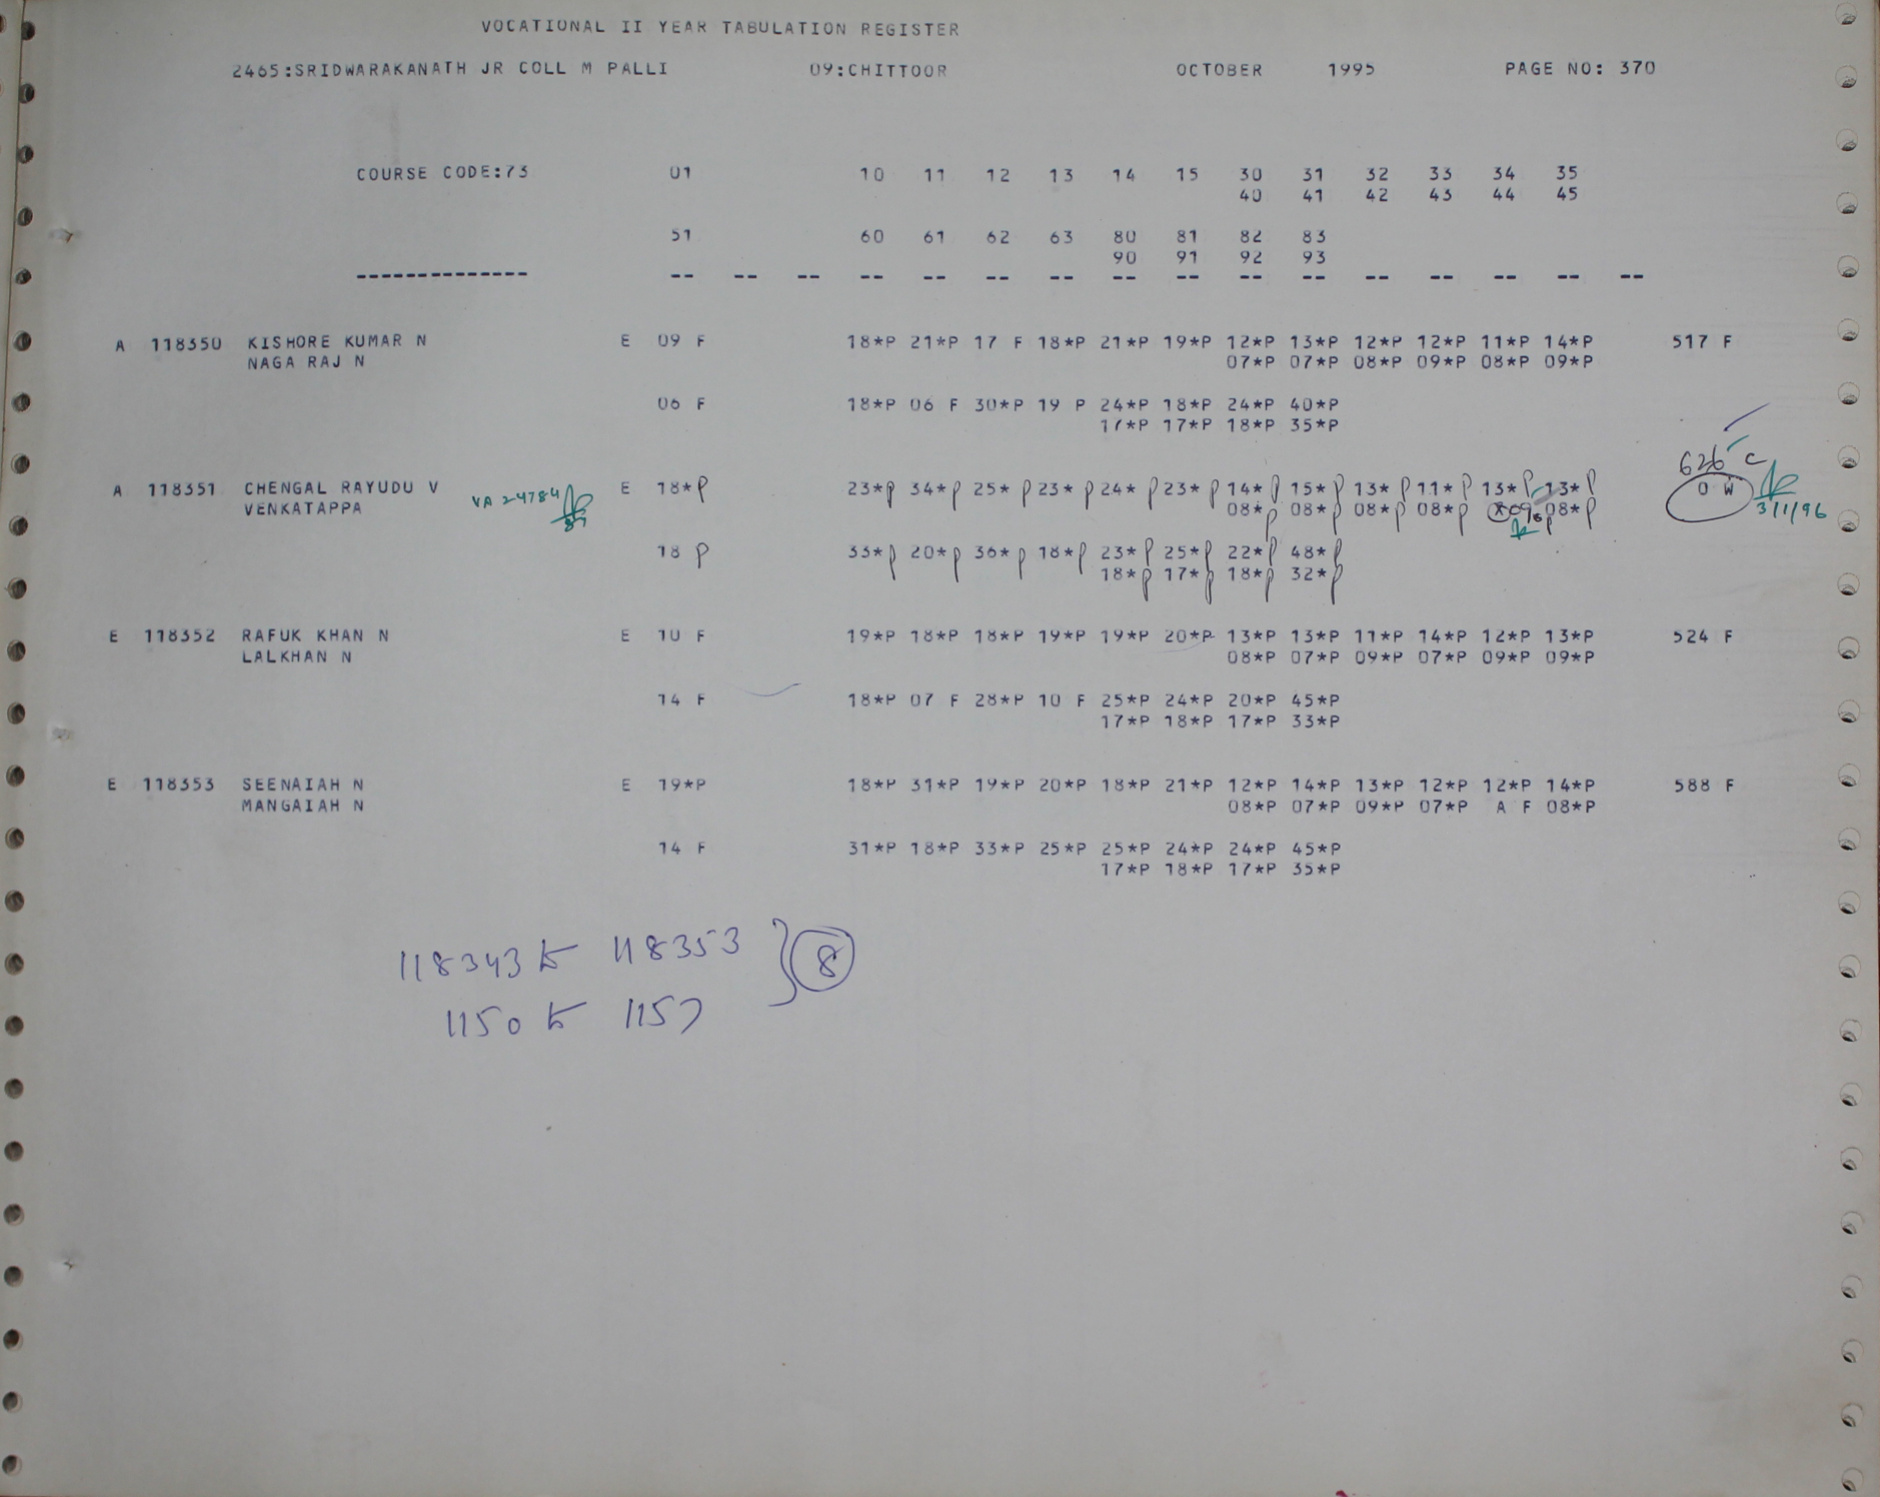 VOCATIONAL II YEAR TABULATION REGISTER
2465:SRIDWARAKANATH JR COLL M PALLI 09:CHITTOOR OCTOBER 1995 PAGE NO: 370
COURSE CODE:73 01 10 11 12 13 14 15 30 31 32 33 34 35
40 41 42 43 44 45
51 60 61 62 63 80 81 82 83
90 91 92 93
-------------- -- -- -- -- -- -- -- -- -- -- -- -- -- -- -- --
A 118350 KISHORE KUMAR N E 09 F 18*P 21*P 17 F 18*P 21*P 19*P 12*P 13*P 12*P 12*P 11*P 14*P 517 F
NAGA RAJ N 07*P 07*P 08*P 09*P 08*P 09*P
06 F 18*P 06 F 30*P 19 P 24*P 18*P 24*P 40*P
17*P 17*P 18*P 35*P
626 C
A 118351 CHENGAL RAYUDU V VA 24784 E 18*P 23*P 34*P 25*P 23*P 24*P 23*P 14*P 15*P 13*P 11*P 13*P 13*P 0 W
VENKATAPPA 08*P 08*P 08*P 08*P 09 P 08*P 3/1/96
18 P 33*P 20*P 36*P 18*P 23*P 25*P 22*P 48*P
18*P 17*P 18*P 32*P
E 118352 RAFUK KHAN N E 10 F 19*P 18*P 18*P 19*P 19*P 20*P 13*P 13*P 11*P 14*P 12*P 13*P 524 F
LALKHAN N 08*P 07*P 09*P 07*P 09*P 09*P
14 F 18*P 07 F 28*P 10 F 25*P 24*P 20*P 45*P
17*P 18*P 17*P 33*P
E 118353 SEENAIAH N E 19*P 18*P 31*P 19*P 20*P 18*P 21*P 12*P 14*P 13*P 12*P 12*P 14*P 588 F
MANGAIAH N 08*P 07*P 09*P 07*P A F 08*P
14 F 31*P 18*P 33*P 25*P 25*P 24*P 24*P 45*P
17*P 18*P 17*P 35*P
118343 to 118353 } 8
1150 to 1157